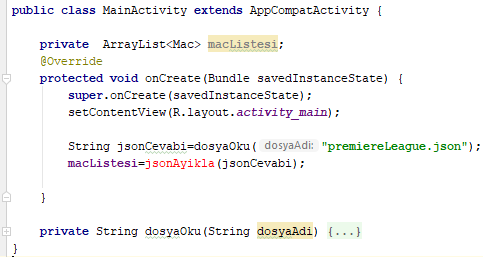 public class MainActivity extends AppCompatActivity {
private ArrayList<Mac> macListesi;
@Override
protected void onCreate(Bundle savedInstanceState) {
super.onCreate(savedInstanceState);
setContentView(R.layout.activity_main);
String jsonCevabi=dosyaOku( dosyaAdi: "premiereLeague.json");
macListesi=jsonAyikla(jsonCevabi);
}
private String dosyaOku(String dosyaAdi) {...}
}